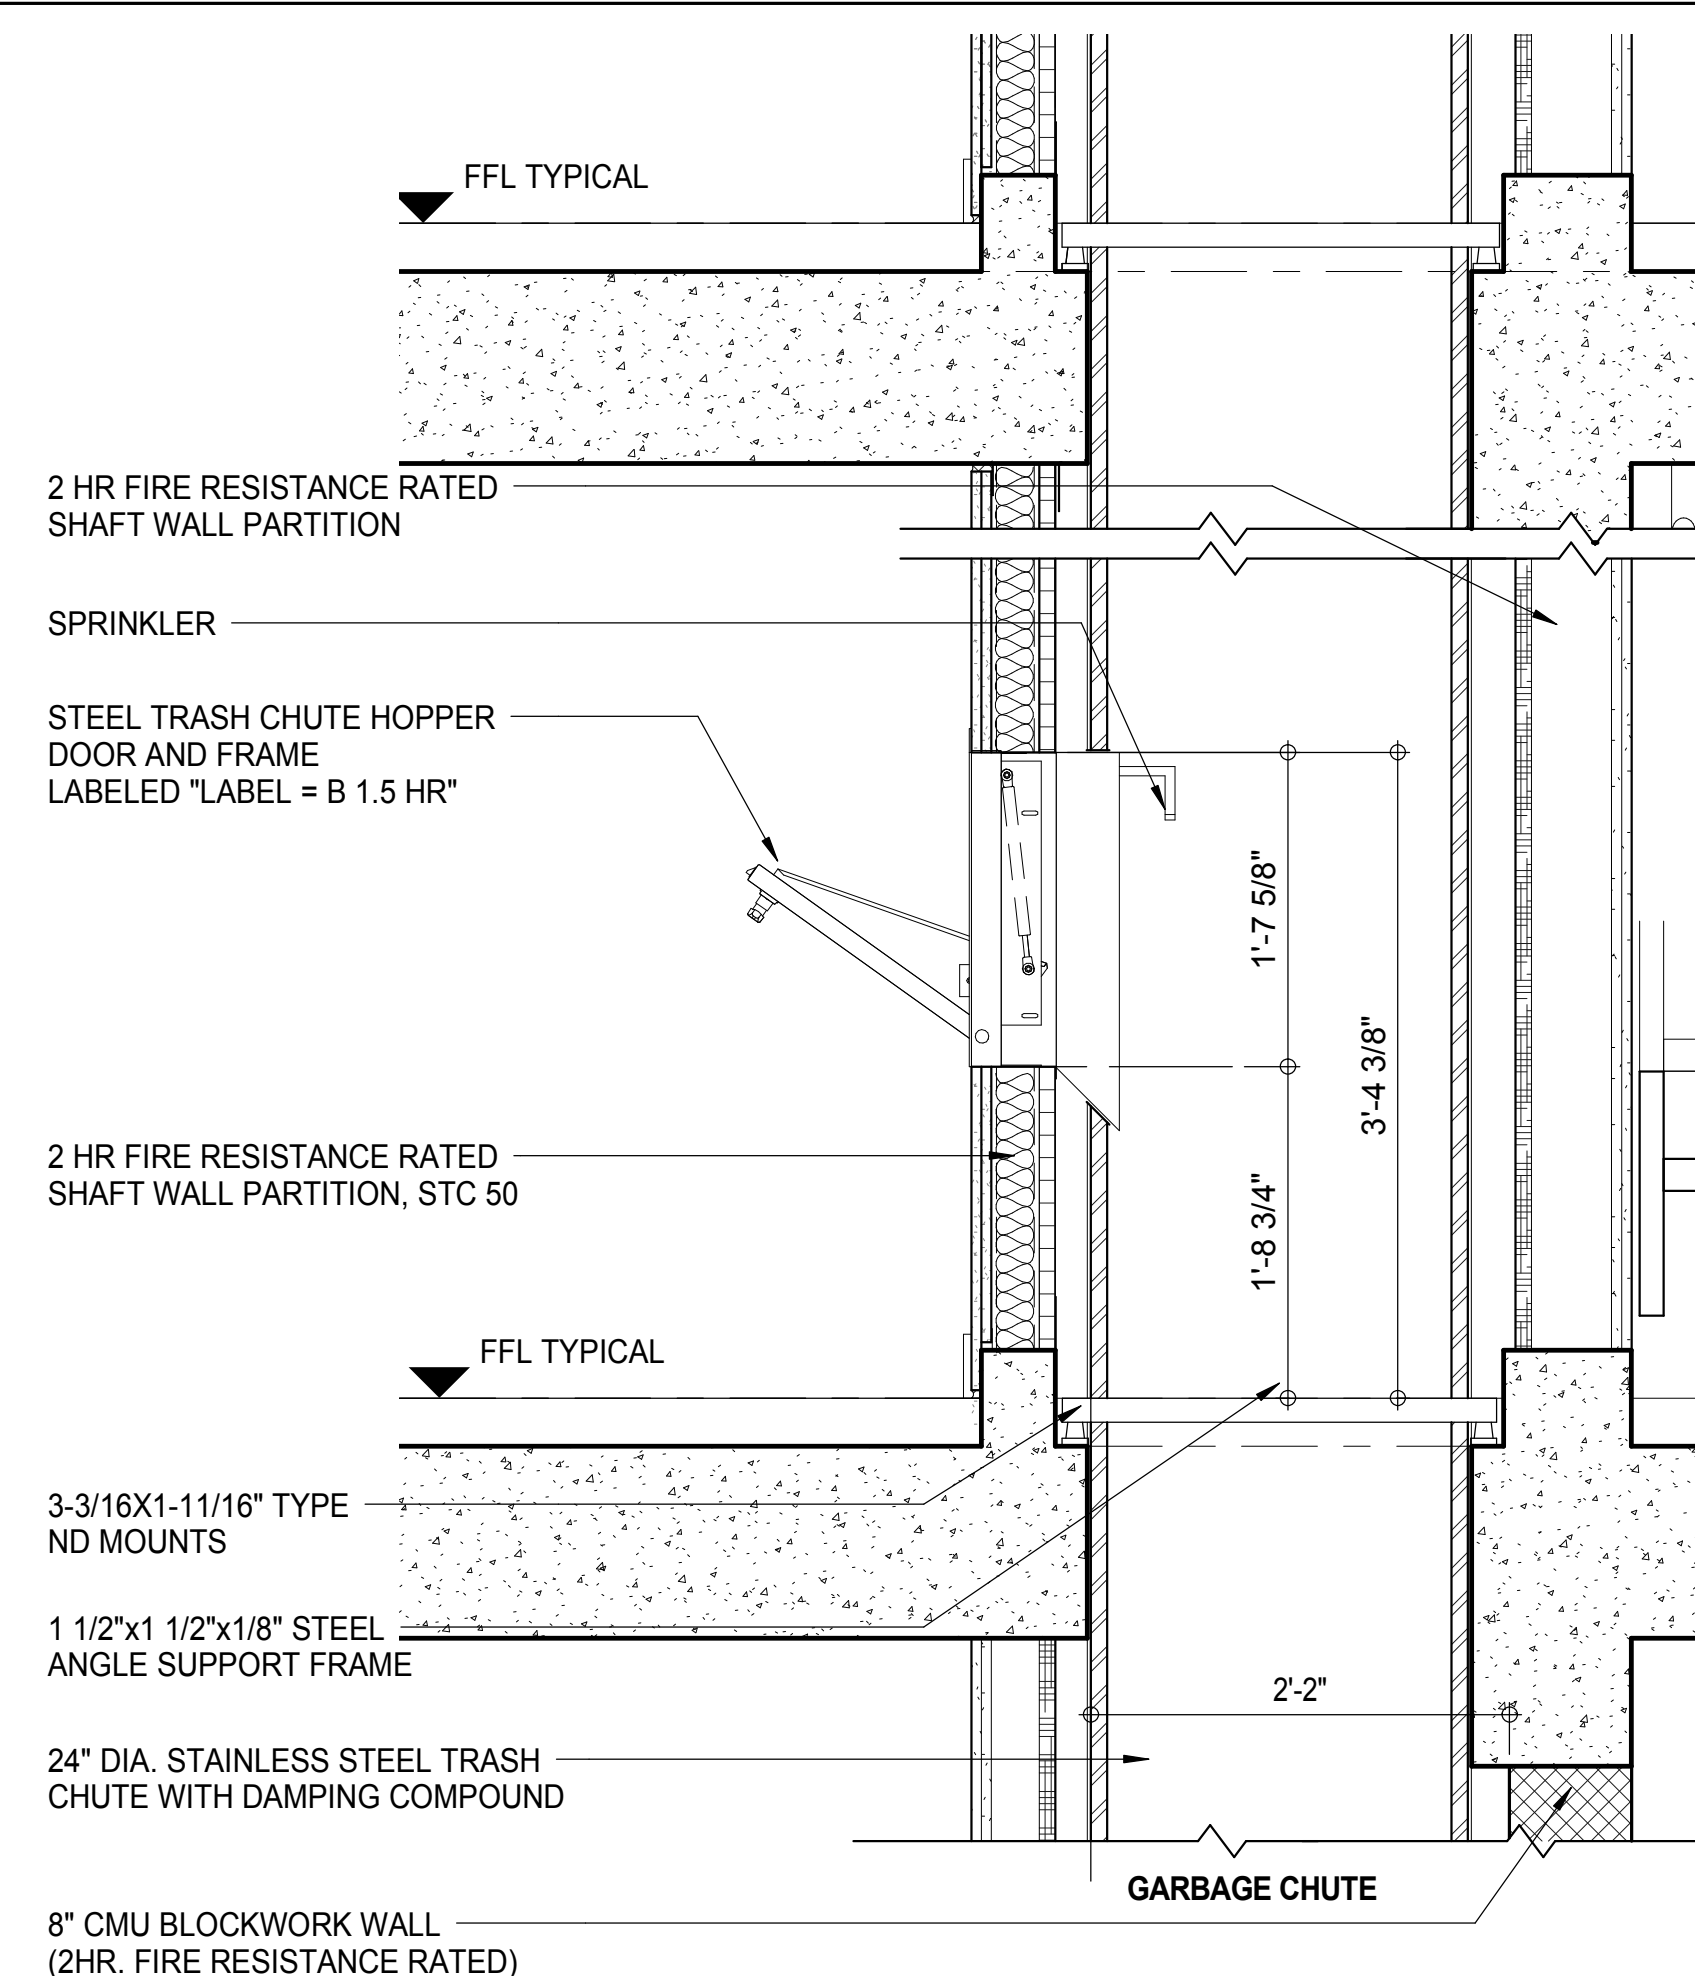 FFL TYPICAL
2 HR FIRE RESISTANCE RATED
SHAFT WALL PARTITION
SPRINKLER
STEEL TRASH CHUTE HOPPER
DOOR AND FRAME
LABELED "LABEL = B 1.5 HR"
1'-7 5/8"
3'-4 3/8"
2 HR FIRE RESISTANCE RATED
SHAFT WALL PARTITION, STC 50
1'-8 3/4"
FFL TYPICAL
3-3/16X1-11/16" TYPE
ND MOUNTS
1 1/2"x1 1/2"x1/8" STEEL
ANGLE SUPPORT FRAME
2'-2"
24" DIA. STAINLESS STEEL TRASH
CHUTE WITH DAMPING COMPOUND
GARBAGE CHUTE
8" CMU BLOCKWORK WALL
(2HR. FIRE RESISTANCE RATED)